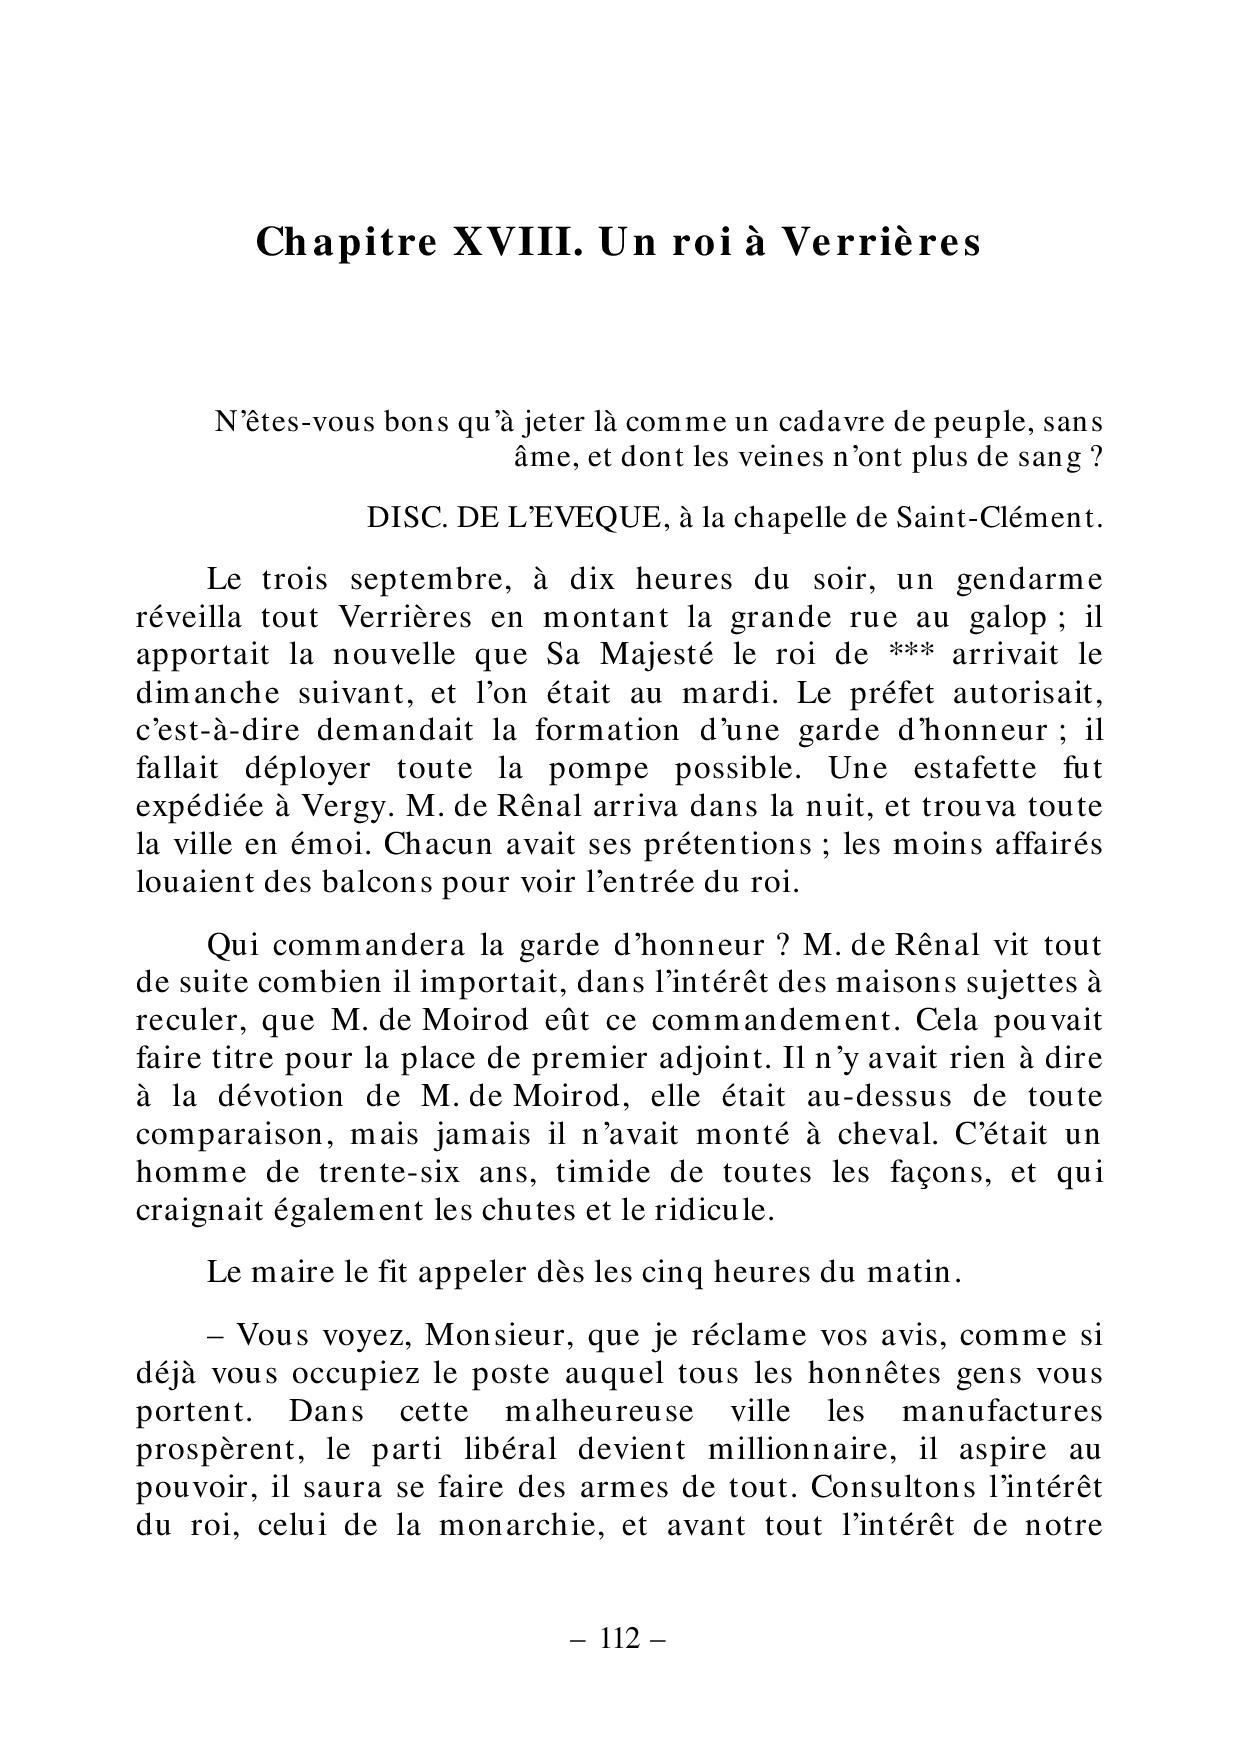 Chapitre XVIII. Un roi à Verrières
N’êtes-vous bons qu’à jeter là comme un cadavre de peuple, sans
âme, et dont les veines n’ont plus de sang ?
DISC. DE L’EVEQUE, à la chapelle de Saint-Clément.
Le trois septembre, à dix heures du soir, un gendarme
réveilla tout Verrières en montant la grande rue au galop ; il
apportait la nouvelle que Sa Majesté le roi de *** arrivait le
dimanche suivant, et l’on était au mardi. Le préfet autorisait,
c’est-à-dire demandait la formation d’une garde d’honneur ; il
fallait déployer toute la pompe possible. Une estafette fut
expédiée à Vergy. M. de Rênal arriva dans la nuit, et trouva toute
la ville en émoi. Chacun avait ses prétentions ; les moins affairés
louaient des balcons pour voir l’entrée du roi.
Qui commandera la garde d’honneur ? M. de Rênal vit tout
de suite combien il importait, dans l’intérêt des maisons sujettes à
reculer, que M. de Moirod eût ce commandement. Cela pouvait
faire titre pour la place de premier adjoint. Il n’y avait rien à dire
à la dévotion de M. de Moirod, elle était au-dessus de toute
comparaison, mais jamais il n’avait monté à cheval. C’était un
homme de trente-six ans, timide de toutes les façons, et qui
craignait également les chutes et le ridicule.
Le maire le fit appeler dès les cinq heures du matin.
– Vous voyez, Monsieur, que je réclame vos avis, comme si
déjà vous occupiez le poste auquel tous les honnêtes gens vous
portent. Dans cette malheureuse ville les manufactures
prospèrent, le parti libéral devient millionnaire, il aspire au
pouvoir, il saura se faire des armes de tout. Consultons l’intérêt
du roi, celui de la monarchie, et avant tout l’intérêt de notre
– 112 –